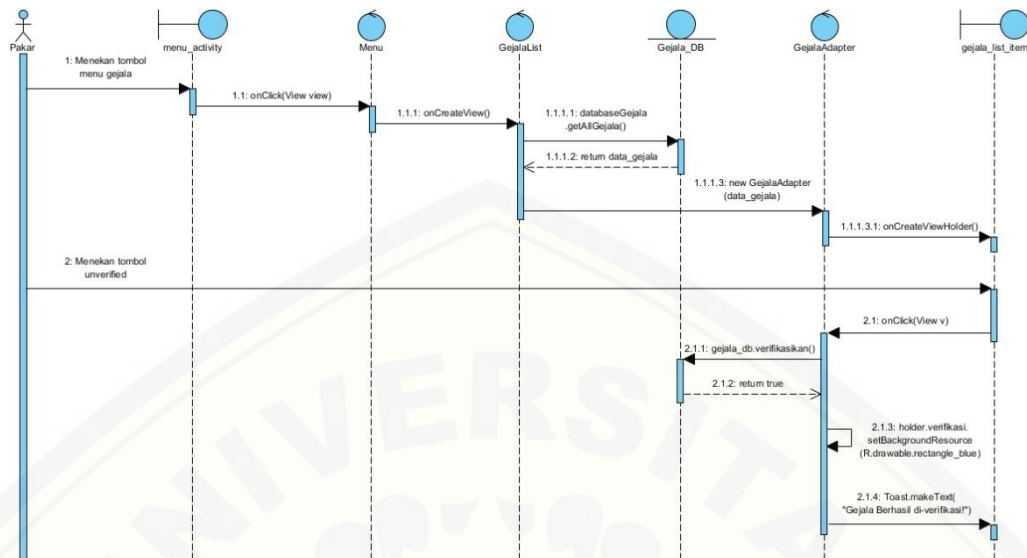 Pakar
menu_activity
Menu
GejalaList
Gejala_DB
GejalaAdapter
gejala_list_item
1: Menekan tombol
menu gejala
1.1: onClick(View view)
1.1.1: onCreateView()
1.1.1.1: databaseGejala
.getAllGejala()
1.1.1.2: return data_gejala
1.1.1.3: new GejalaAdapter
(data_gejala)
1.1.1.3.1: onCreateViewHolder()
2: Menekan tombol
unverified
2.1: onClick(View v)
2.1.1: gejala_db.verifikasikan()
2.1.2: return true
2.1.3: holder.verifikasi.
setBackgroundResource
(R.drawable.rectangle_blue)
2.1.4: Toast.makeText(
"Gejala Berhasil di-verifikasi!")
UNIVERSITA